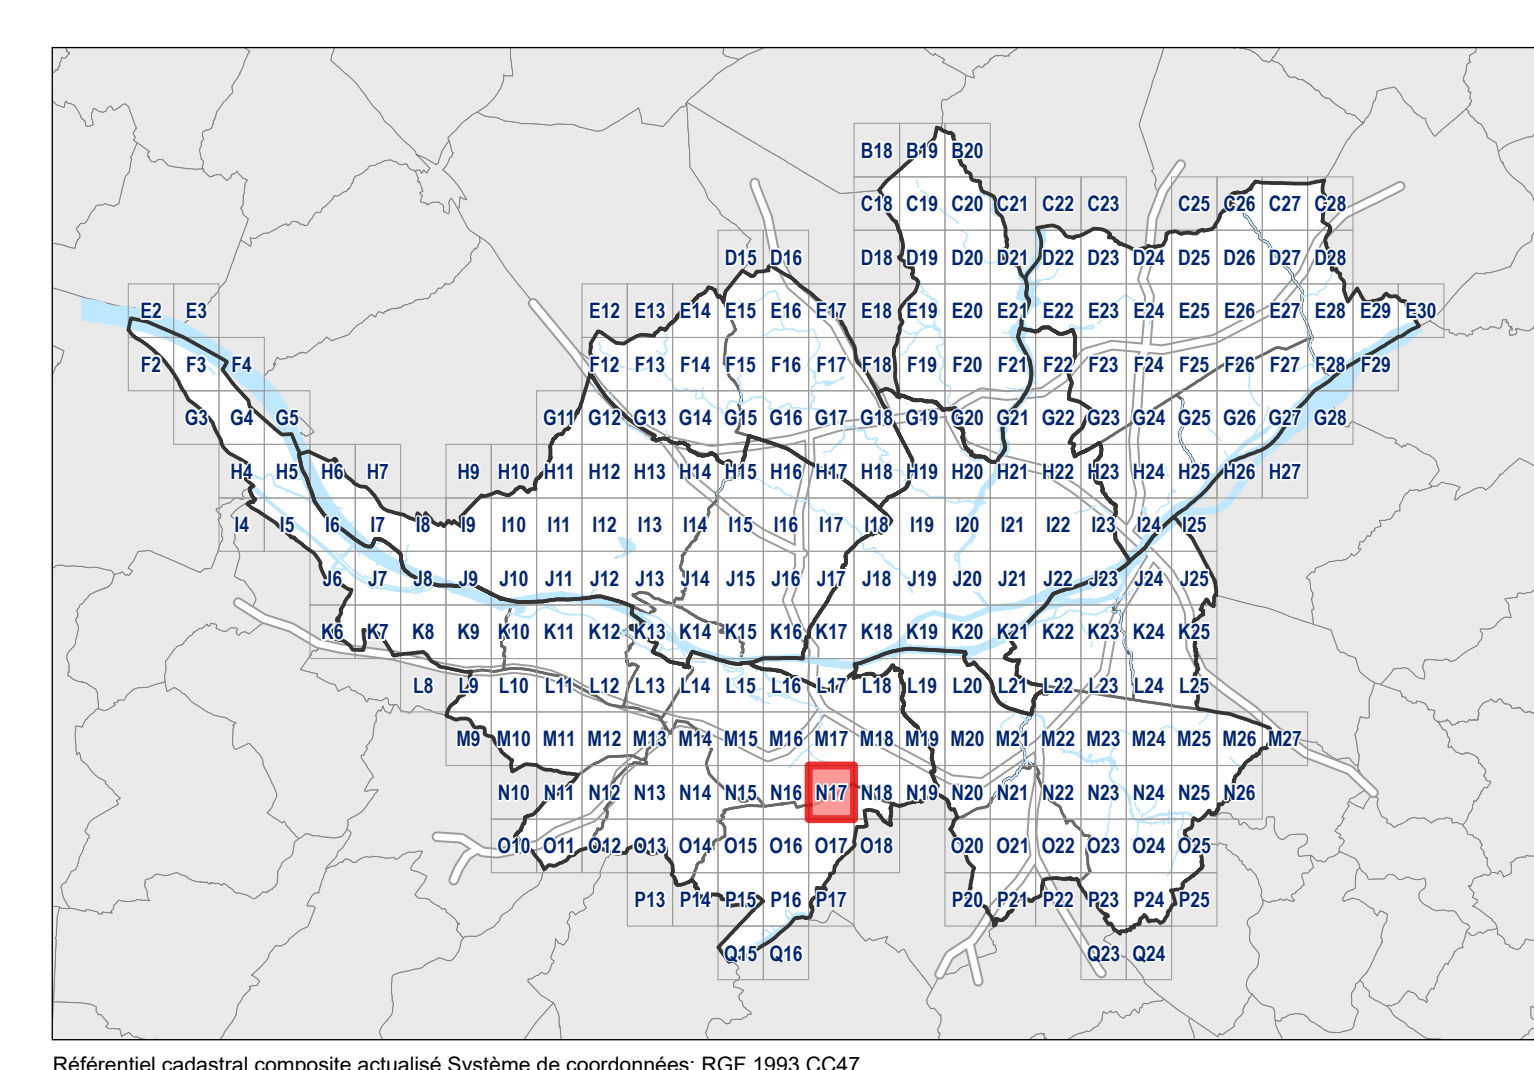 B18 B19 B20
C18 C19 C20 C21 C22 C23 C25 C26 C27 C28
D15 D16 D18 D19 D20 D21 D22 D23 D24 D25 D26 D27 D28
E2 E3 E12 E13 E14 E15 E16 E17 E18 E19 E20 E21 E22 E23 E24 E25 E26 E27 E28 E29 E30
F2 F3 F4 F12 F13 F14 F15 F16 F17 F18 F19 F20 F21 F22 F23 F24 F25 F26 F27 F28 F29
G3 G4 G5 G11 G12 G13 G14 G15 G16 G17 G18 G19 G20 G21 G22 G23 G24 G25 G26 G27 G28
H4 H5 H6 H7 H9 H10 H11 H12 H13 H14 H15 H16 H17 H18 H19 H20 H21 H22 H23 H24 H25 H26 H27
I4 I5 I6 I7 I8 I9 I10 I11 I12 I13 I14 I15 I16 I17 I18 I19 I20 I21 I22 I23 I24 I25
J6 J7 J8 J9 J10 J11 J12 J13 J14 J15 J16 J17 J18 J19 J20 J21 J22 J23 J24 J25
K6 K7 K8 K9 K10 K11 K12 K13 K14 K15 K16 K17 K18 K19 K20 K21 K22 K23 K24 K25
L8 L9 L10 L11 L12 L13 L14 L15 L16 L17 L18 L19 L20 L21 L22 L23 L24 L25
M9 M10 M11 M12 M13 M14 M15 M16 M17 M18 M19 M20 M21 M22 M23 M24 M25 M26 M27
N10 N11 N12 N13 N14 N15 N16 N17 N18 N19 N20 N21 N22 N23 N24 N25 N26
O10 O11 O12 O13 O14 O15 O16 O17 O18 O20 O21 O22 O23 O24 O25
P13 P14 P15 P16 P17 P20 P21 P22 P23 P24 P25
Q15 Q16 Q23 Q24
Référentiel cadastral composite actualisé Système de coordonnées: RGF 1993 CC47